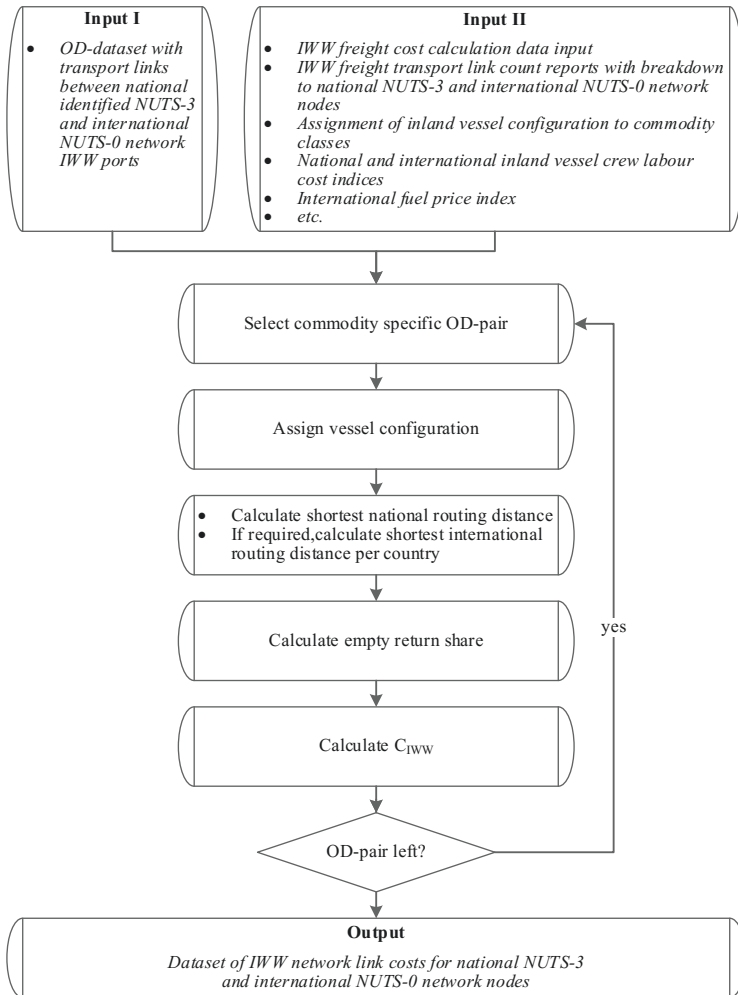 Input I
• OD-dataset with
transport links
between national
identified NUTS-3
and international
NUTS-0 network
IWW ports
Input II
• IWW freight cost calculation data input
• IWW freight transport link count reports with breakdown
to national NUTS-3 and international NUTS-0 network
nodes
• Assignment of inland vessel configuration to commodity
classes
• National and international inland vessel crew labour
cost indices
• International fuel price index
• etc.
Select commodity specific OD-pair
Assign vessel configuration
• Calculate shortest national routing distance
• If required,calculate shortest international
routing distance per country
Calculate empty return share
yes
Calculate CIWW
OD-pair left?
Output
Dataset of IWW network link costs for national NUTS-3
and international NUTS-0 network nodes